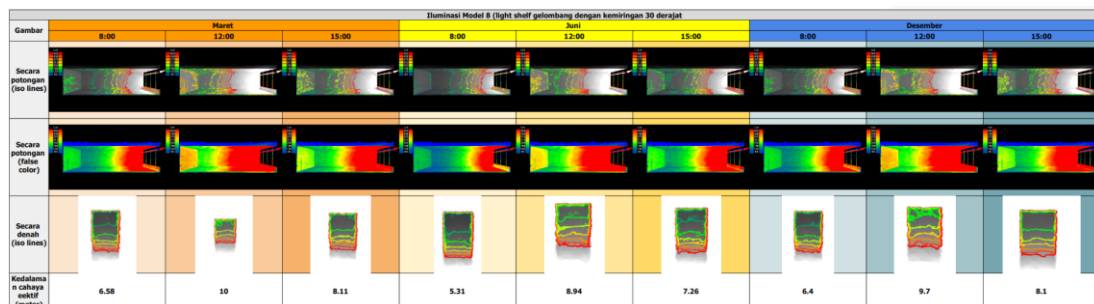 Iluminasi Model 8 (light shelf gelombang dengan kemiringan 30 derajat
Gambar
Maret
Juni
Desember
8:00
12:00
15:00
8:00
12:00
15:00
8:00
12:00
15:00
Secara
potongan
(iso lines)
Secara
potongan
(false
color)
Secara
denah
(iso lines)
Kedalama
n cahaya
eektif
(meter)
6.58
10
8.11
5.31
8.94
7.26
6.4
9.7
8.1